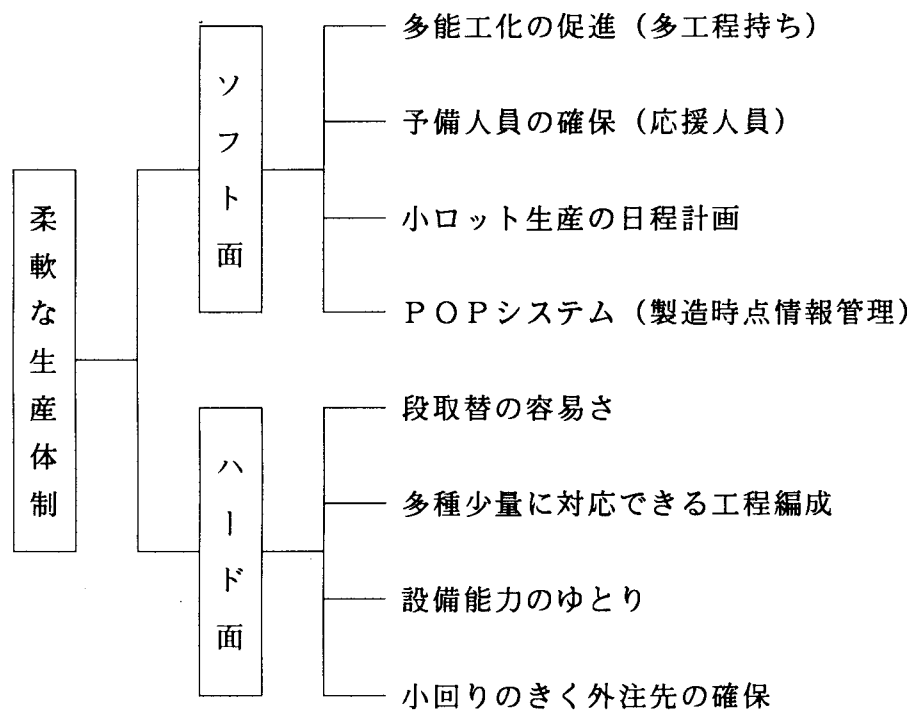 柔軟な生産体制
ソフト面
多能工化の促進（多工程持ち）
予備人員の確保（応援人員）
小ロット生産の日程計画
ＰＯＰシステム（製造時点情報管理）
ハード面
段取替の容易さ
多種少量に対応できる工程編成
設備能力のゆとり
小回りのきく外注先の確保